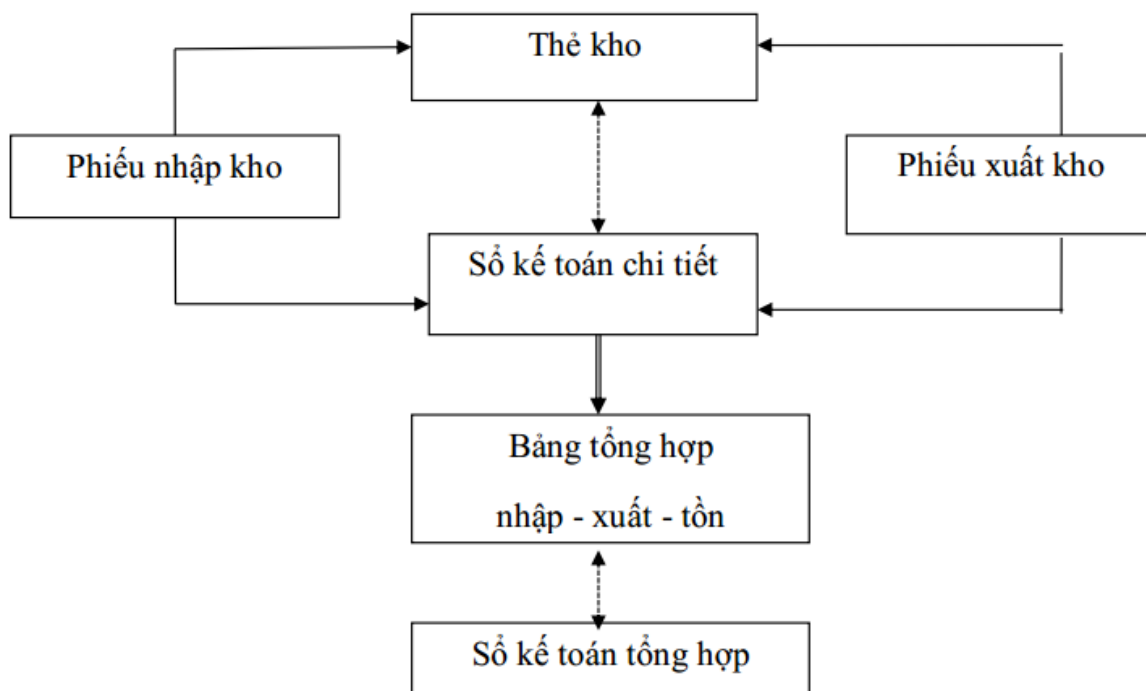 Thẻ kho
Phiếu nhập kho
Phiếu xuất kho
Sổ kế toán chi tiết
Bảng tổng hợp
nhập - xuất - tồn
Sổ kế toán tổng hợp